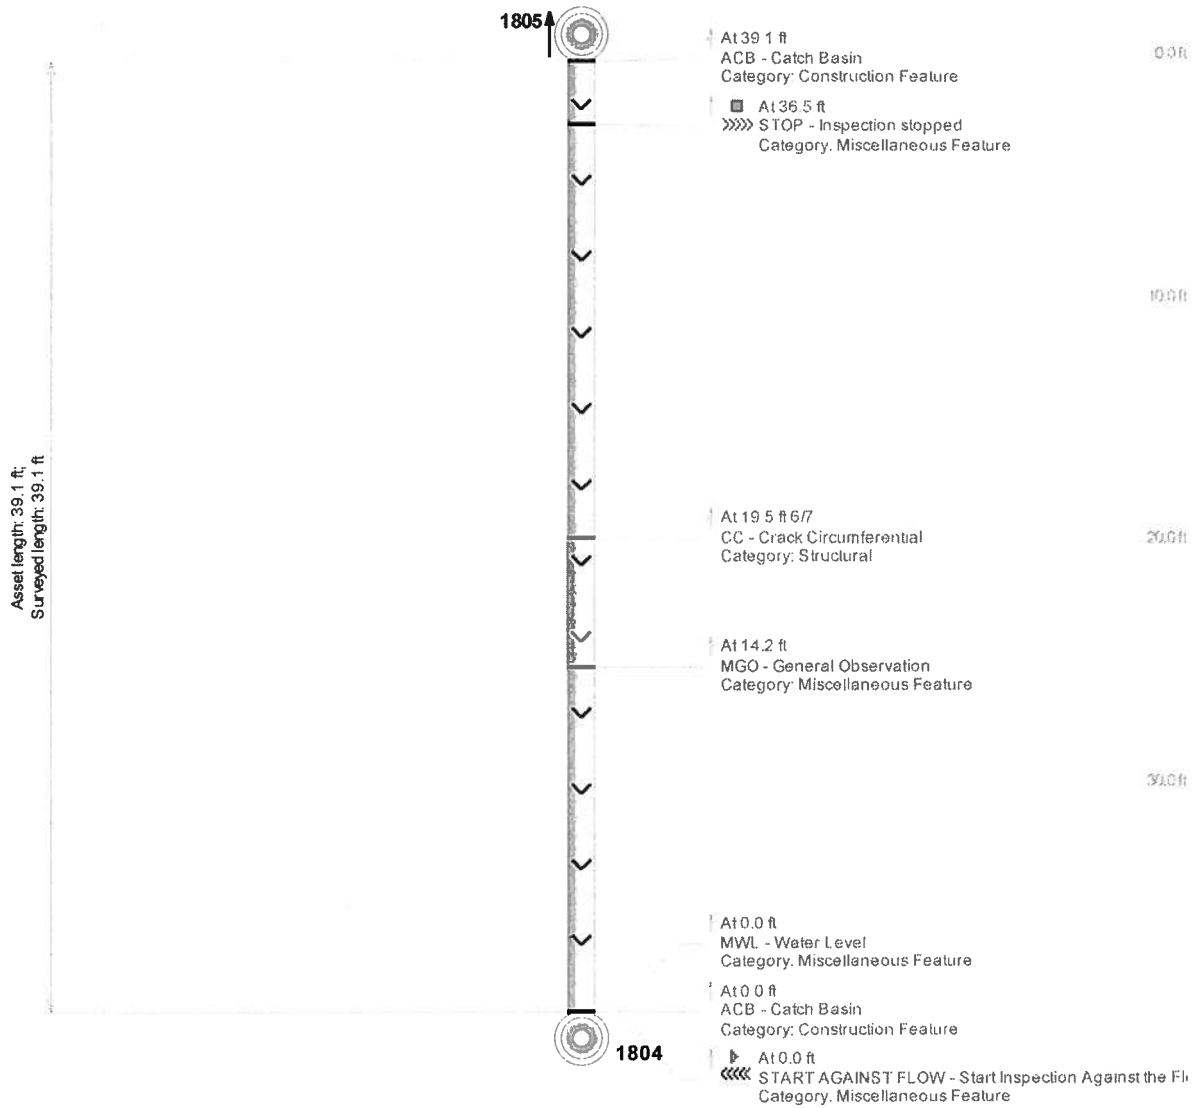 1805
At 39 1 ft
ACB - Catch Basin
Category: Construction Feature
0.0 ft
At 36.5 ft
STOP - Inspection stopped
Category. Miscellaneous Feature
10.0 ft
Asset length: 39.1 ft;
Surveyed length: 39.1 ft
At 19 5 ft 6/7
CC - Crack Circumferential
Category: Structural
20.0 ft
At 14.2 ft
MGO - General Observation
Category: Miscellaneous Feature
30.0 ft
At 0.0 ft
MWL - Water Level
Category. Miscellaneous Feature
At 0 0 ft
ACB - Catch Basin
Category: Construction Feature
1804
At 0.0 ft
START AGAINST FLOW - Start Inspection Against the Fl
Category. Miscellaneous Feature